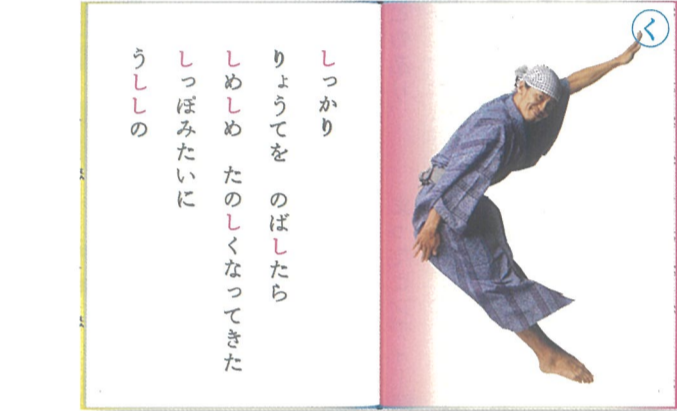 しっかり
りょうてを　のばしたら
しめしめ　たのしくなってきた
しっぽみたいに
うししの
く